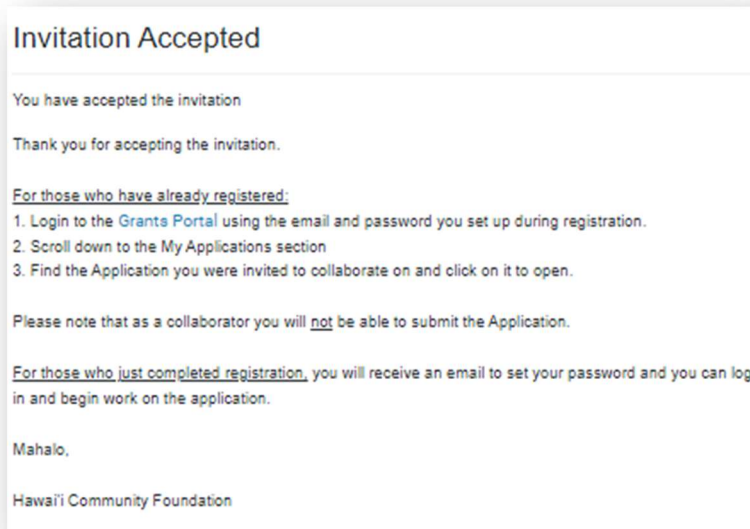 Invitation Accepted
You have accepted the invitation
Thank you for accepting the invitation.
For those who have already registered:
1. Login to the Grants Portal using the email and password you set up during registration.
2. Scroll down to the My Applications section
3. Find the Application you were invited to collaborate on and click on it to open.
Please note that as a collaborator you will not be able to submit the Application.
For those who just completed registration, you will receive an email to set your password and you can log
in and begin work on the application.
Mahalo,
Hawai'i Community Foundation